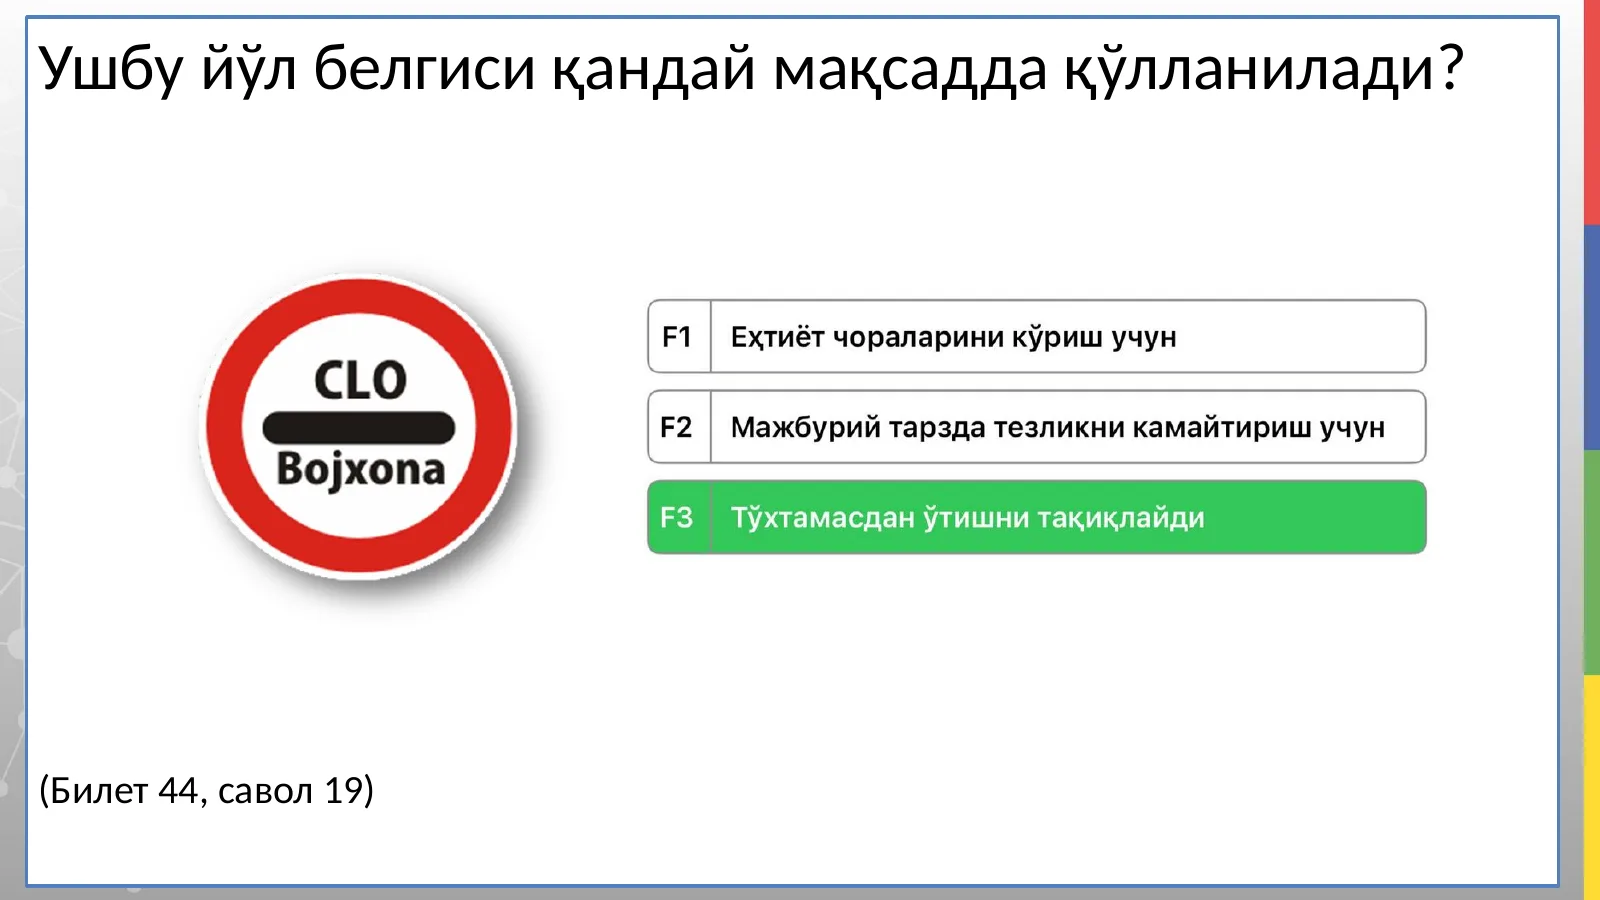 Ушбу йўл белгиси қандай мақсадда қўлланилади?
CLO
Bojxona
F1 Еҳтиёт чораларини кўриш учун
F2 Мажбурий тарзда тезликни камайтириш учун
F3 Тўхтамасдан ўтишни тақиқлайди
(Билет 44, савол 19)